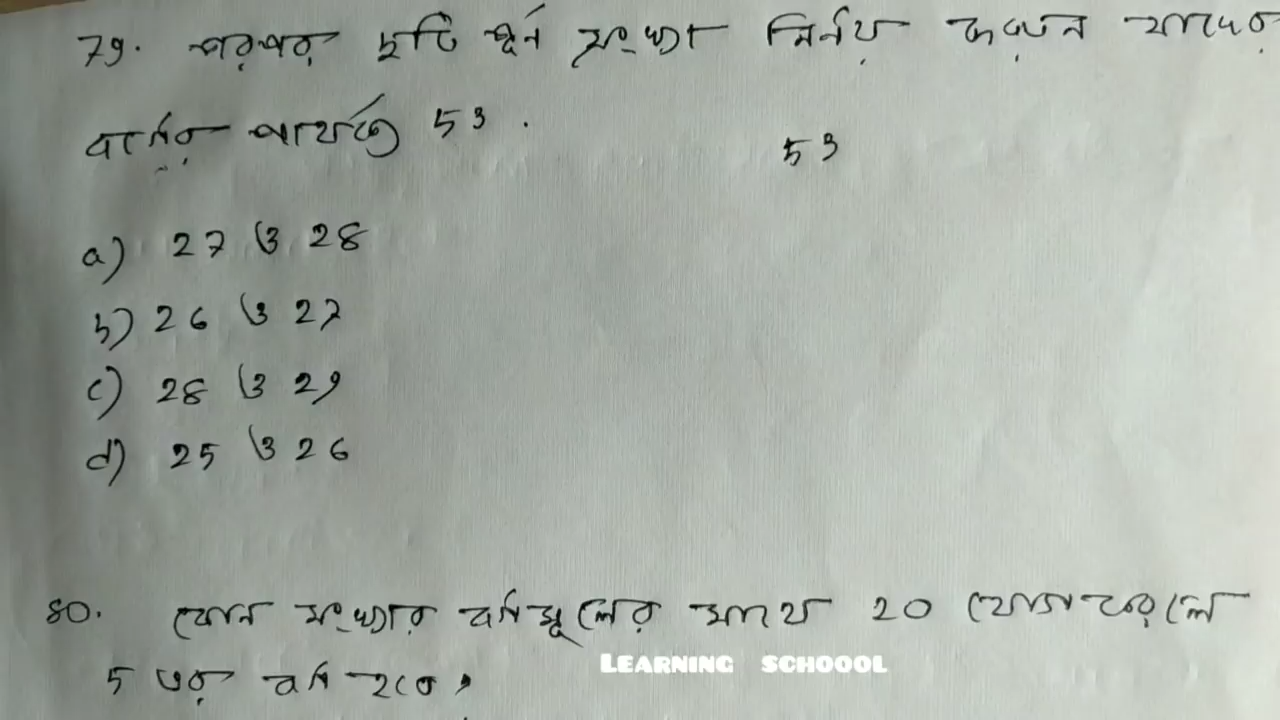 79. পরপর দুটি পূর্ন সংখ্যা নির্নয় করেন যাদের
বর্গের পার্থক্য 53.
53
a) 27 ও 28
b) 26 ও 27
c) 28 ও 29
d) 25 ও 26
80. কোন সংখ্যার বর্গমূলের সাথে 20 যোগ করলে
5 এর বর্গ হবে,
LEARNING SCHOOOL